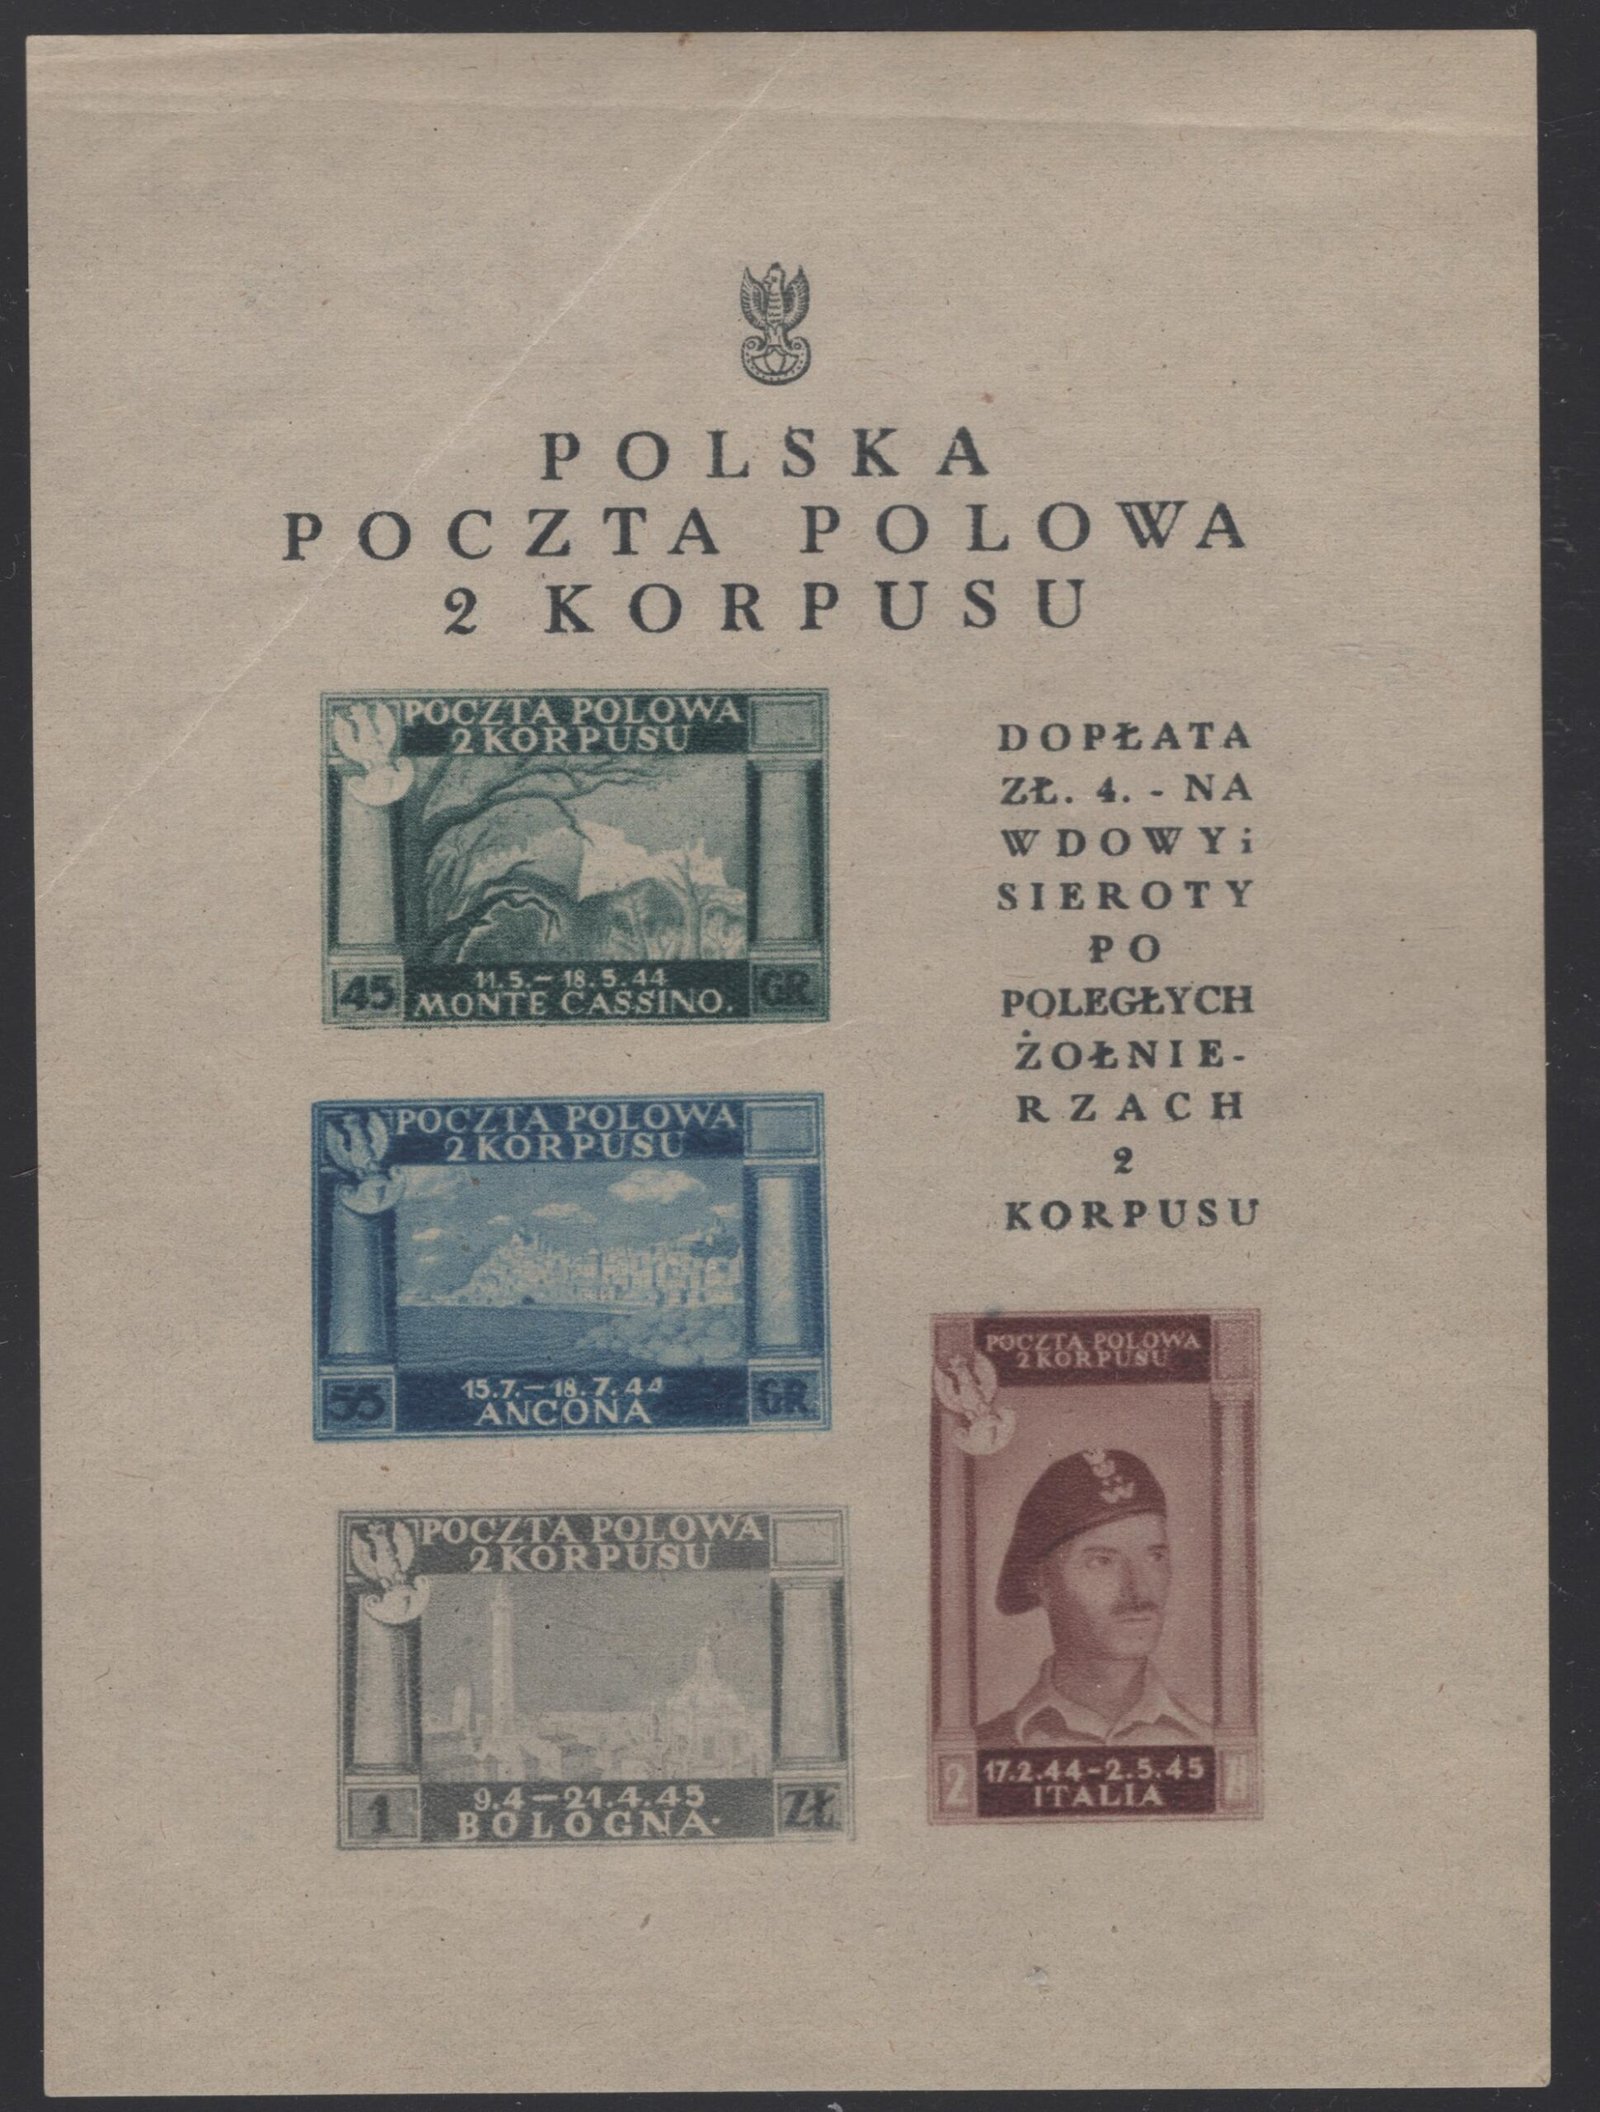 POLSKA
POCZTA POLOWA
2 KORPUSU
POCZTA POLOWA
2 KORPUSU
11.5.–18.5.44
45 MONTE CASSINO. GR.
DOPŁATA
ZŁ. 4. - NA
WDOWY i
SIEROTY
PO
POLEGŁYCH
ŻOŁNIE-
RZACH
2
KORPUSU
POCZTA POLOWA
2 KORPUSU
15.7.–18.7.44
55 ANCONA GR.
POCZTA POLOWA
2 KORPUSU
9.4–21.4.45
1 BOLOGNA. ZŁ.
POCZTA POLOWA
2 KORPUSU
17.2.44–2.5.45
2 ITALIA